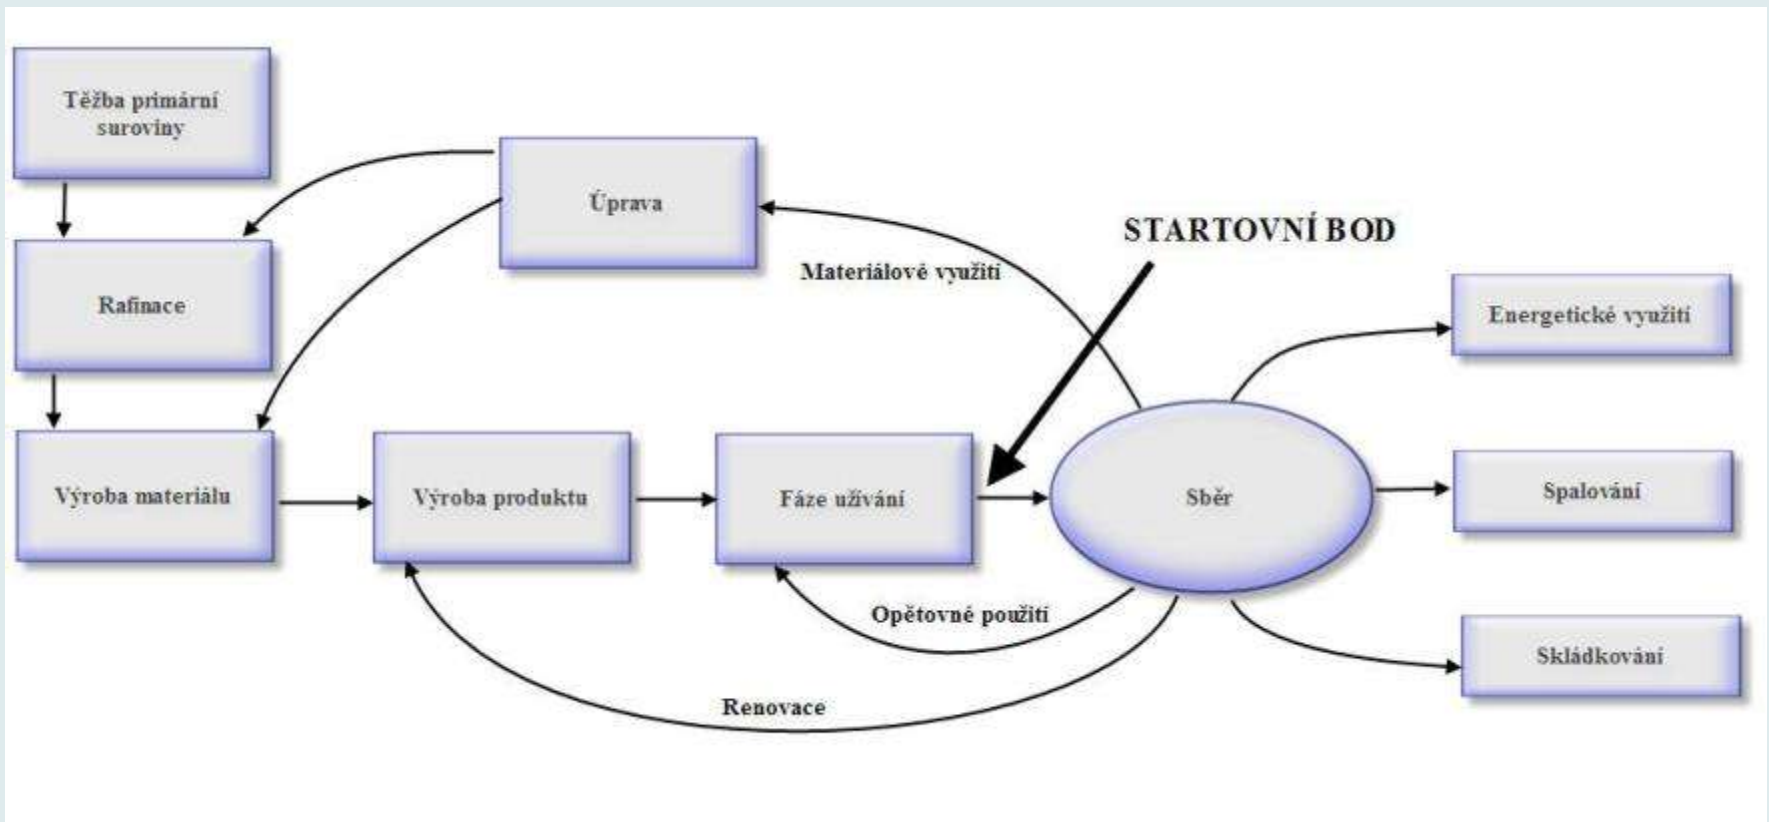 Těžba primární
suroviny
Úprava
STARTOVNÍ BOD
Materiálové využití
Rafinace
Energetické využití
Výroba materiálu
Výroba produktu
Fáze užívání
Sběr
Spalování
Opětovné použití
Skládkování
Renovace